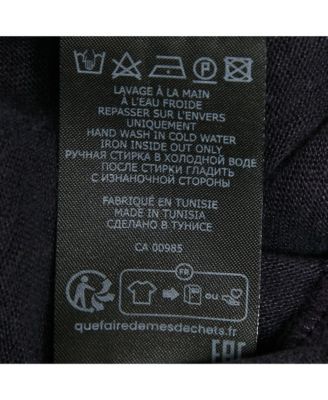 LAVAGE À LA MAIN
À L'EAU FROIDE
REPASSER SUR L'ENVERS
UNIQUEMENT
HAND WASH IN COLD WATER
IRON INSIDE OUT ONLY
РУЧНАЯ СТИРКА В ХОЛОДНОЙ ВОДЕ
ПОСЛЕ СТИРКИ ГЛАДИТЬ
С ИЗНАНОЧНОЙ СТОРОНЫ
FABRIQUÉ EN TUNISIE
MADE IN TUNISIA
СДЕЛАНО В ТУНИСЕ
CA 00985
FR
ou
quefairedemesdechets.fr
EAC